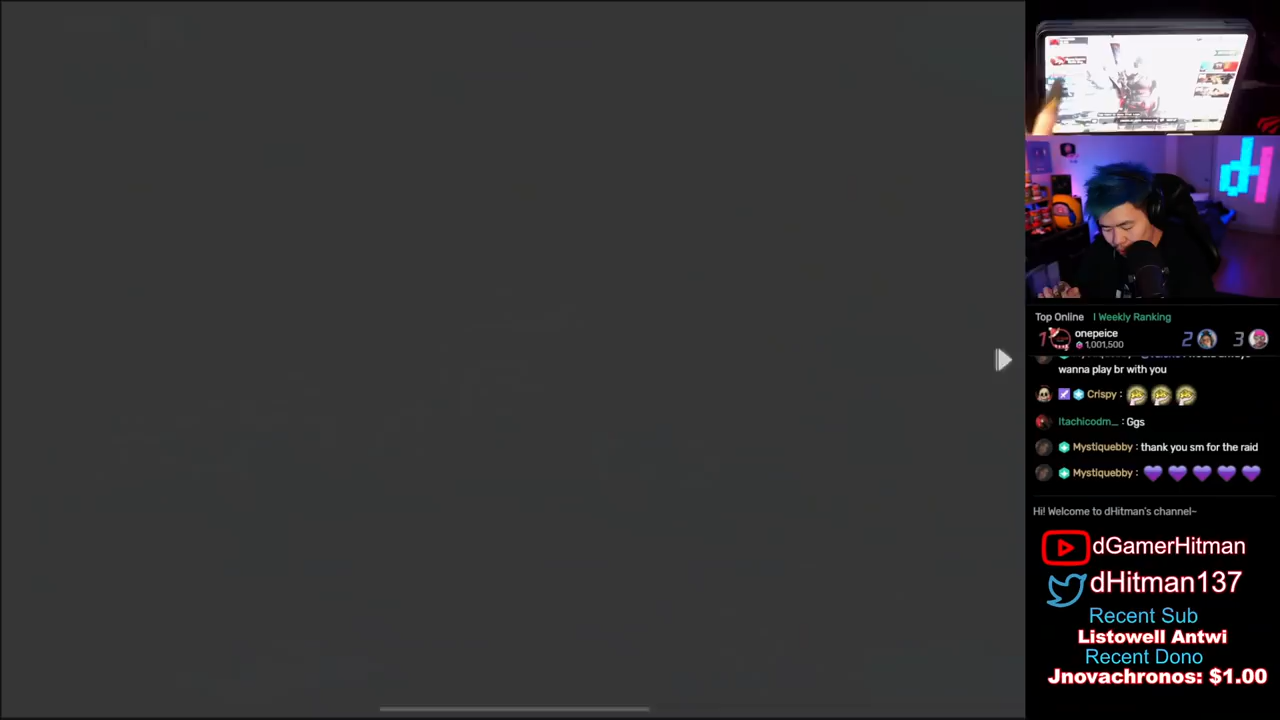 Top Online | Weekly Ranking
1 onepeice 2 3
1,001,500
wanna play br with you
Crispy :
Itachicodm_ : Ggs
Mystiquebby : thank you sm for the raid
Mystiquebby : 💜 💜 💜 💜 💜
Hi! Welcome to dHitman's channel~
dGamerHitman
dHitman137
Recent Sub
Listowell Antwi
Recent Dono
Jnovachronos: $1.00